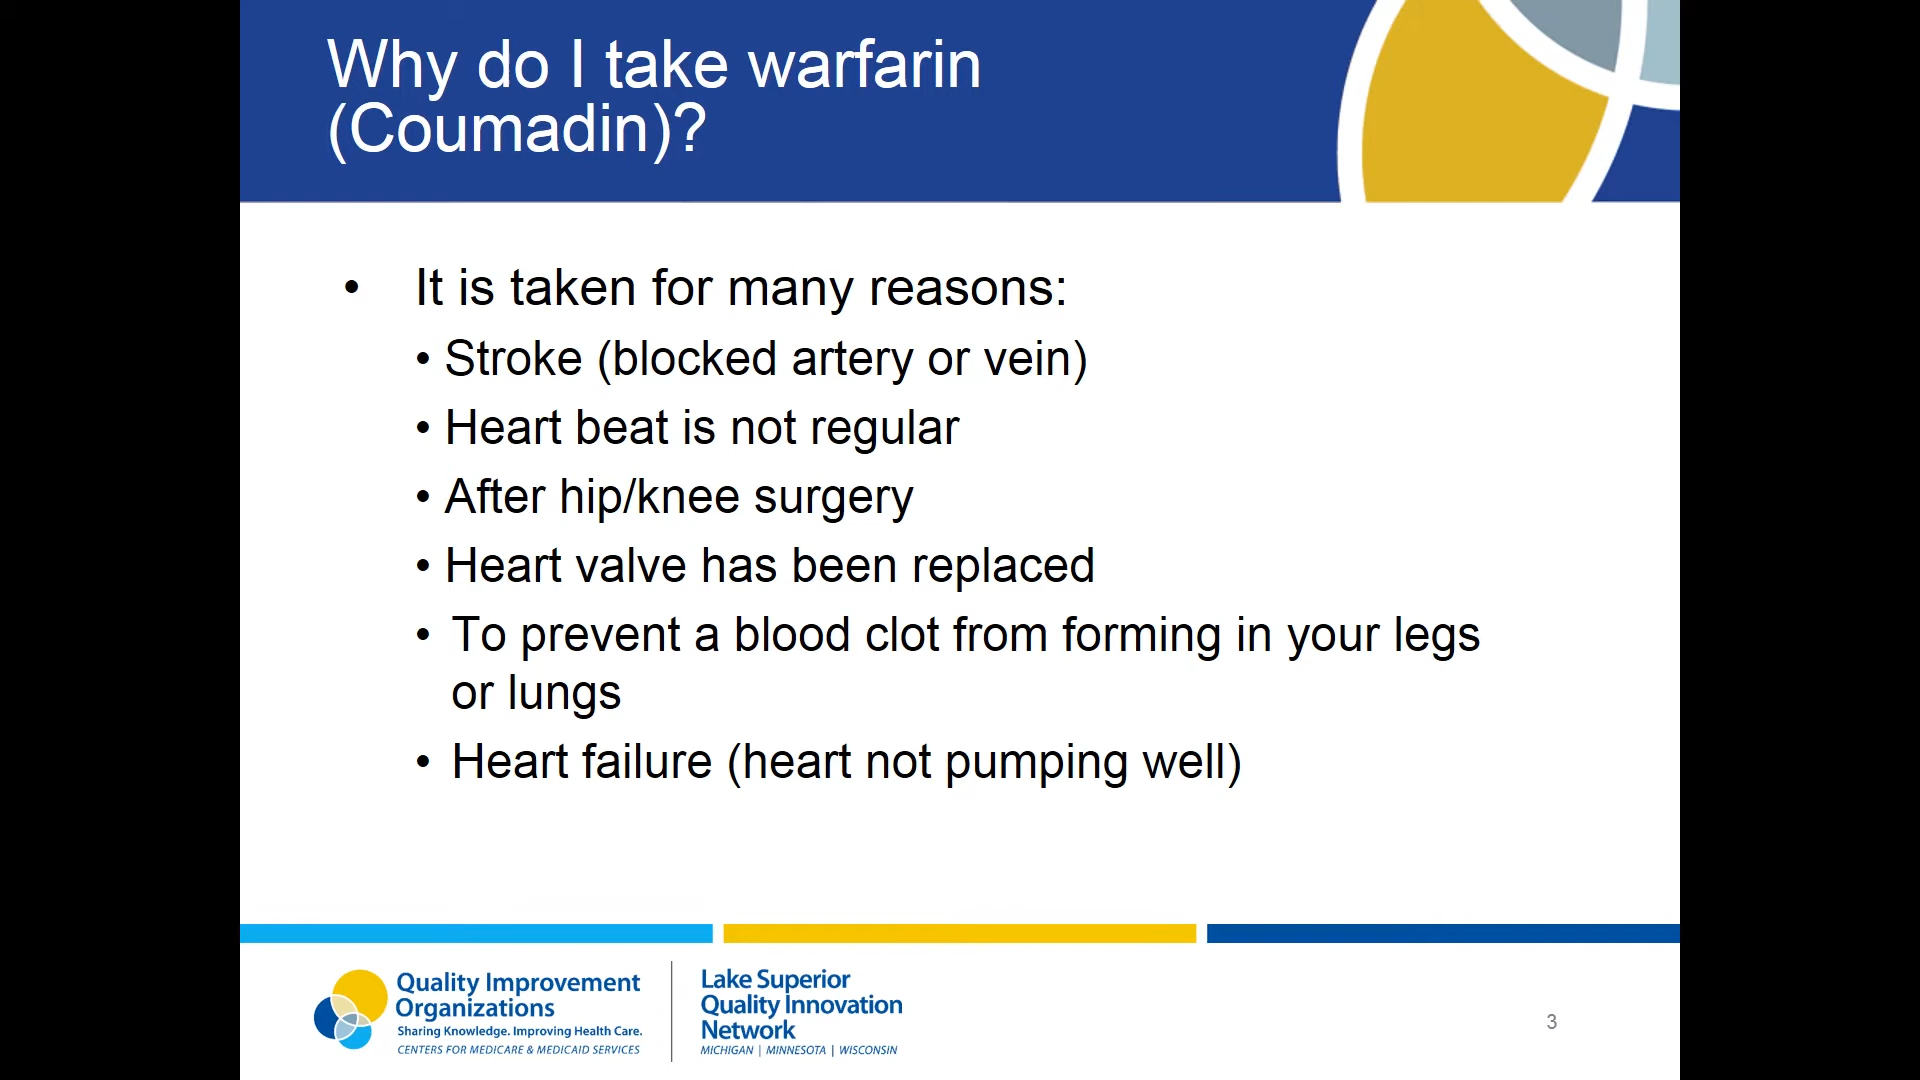 Why do I take warfarin
(Coumadin)?
• It is taken for many reasons:
• Stroke (blocked artery or vein)
• Heart beat is not regular
• After hip/knee surgery
• Heart valve has been replaced
• To prevent a blood clot from forming in your legs
or lungs
• Heart failure (heart not pumping well)
Quality Improvement
Organizations
Sharing Knowledge. Improving Health Care.
CENTERS FOR MEDICARE & MEDICAID SERVICES
Lake Superior
Quality Innovation
Network
MICHIGAN | MINNESOTA | WISCONSIN
3